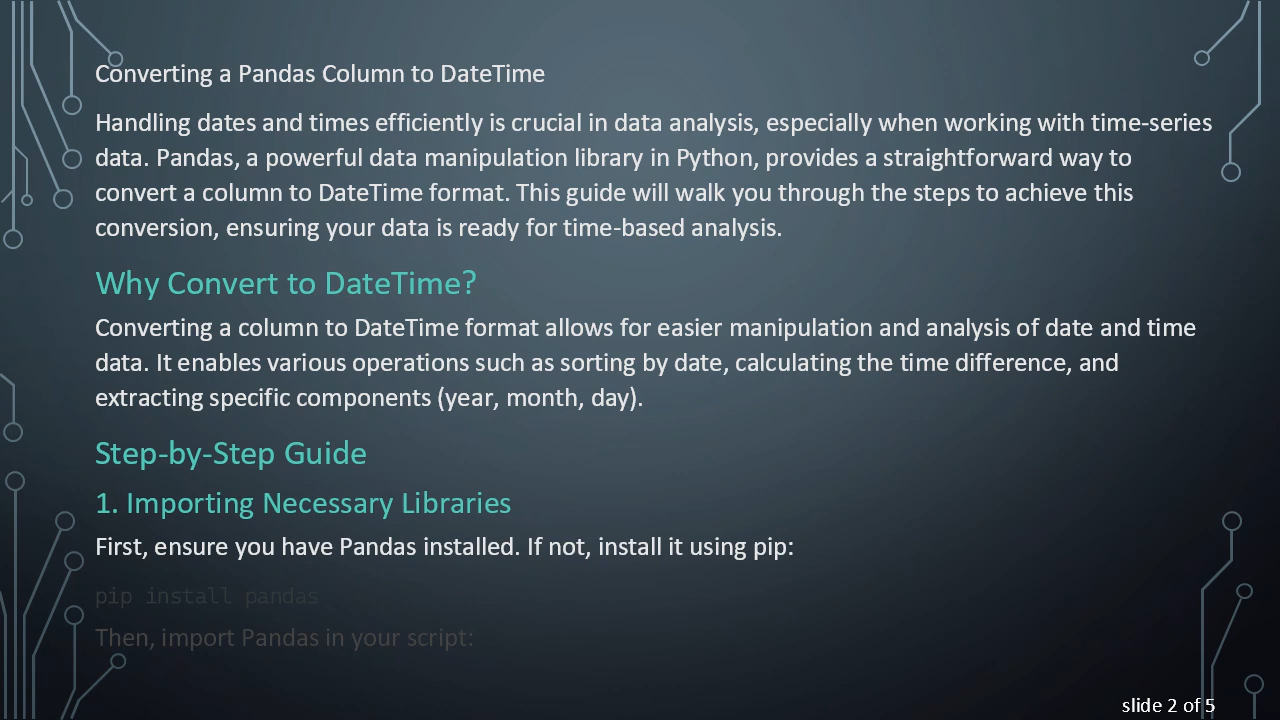 Converting a Pandas Column to DateTime
Handling dates and times efficiently is crucial in data analysis, especially when working with time-series
data. Pandas, a powerful data manipulation library in Python, provides a straightforward way to
convert a column to DateTime format. This guide will walk you through the steps to achieve this
conversion, ensuring your data is ready for time-based analysis.
Why Convert to DateTime?
Converting a column to DateTime format allows for easier manipulation and analysis of date and time
data. It enables various operations such as sorting by date, calculating the time difference, and
extracting specific components (year, month, day).
Step-by-Step Guide
1. Importing Necessary Libraries
First, ensure you have Pandas installed. If not, install it using pip:
pip install pandas
Then, import Pandas in your script:
slide 2 of 5